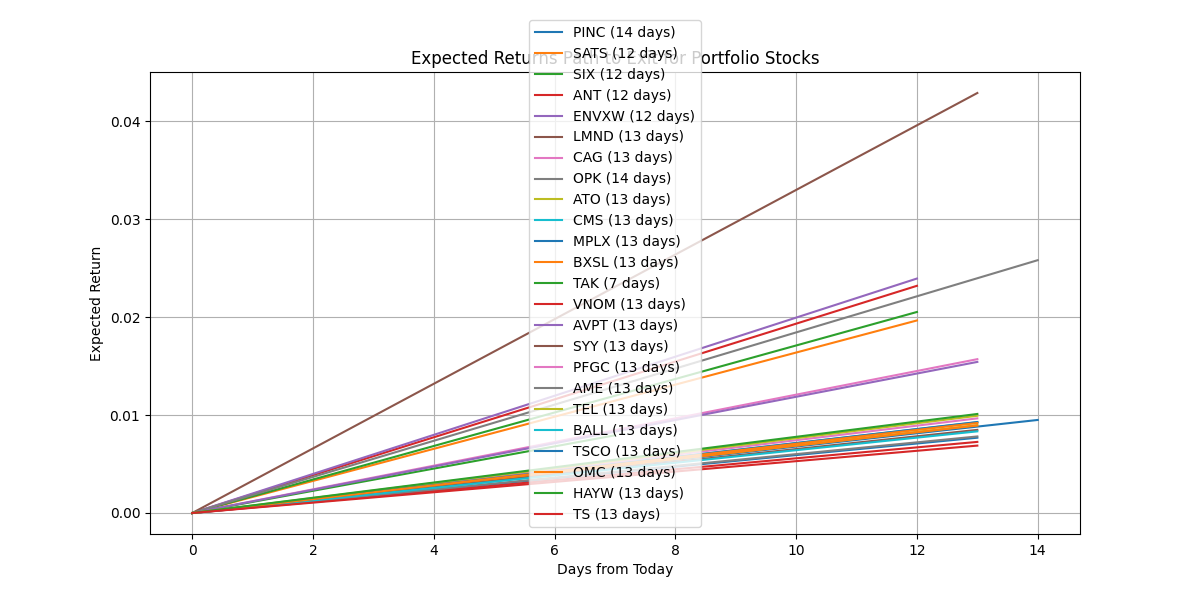 Expected Returns Path to Exit for Portfolio Stocks
PINC (14 days)
SATS (12 days)
SIX (12 days)
ANT (12 days)
ENVXW (12 days)
LMND (13 days)
CAG (13 days)
OPK (14 days)
ATO (13 days)
CMS (13 days)
MPLX (13 days)
BXSL (13 days)
TAK (7 days)
VNOM (13 days)
AVPT (13 days)
SYY (13 days)
PFGC (13 days)
AME (13 days)
TEL (13 days)
BALL (13 days)
TSCO (13 days)
OMC (13 days)
HAYW (13 days)
TS (13 days)
Expected Return
0.04
0.03
0.02
0.01
0.00
0 2 4 6 8 10 12 14
Days from Today